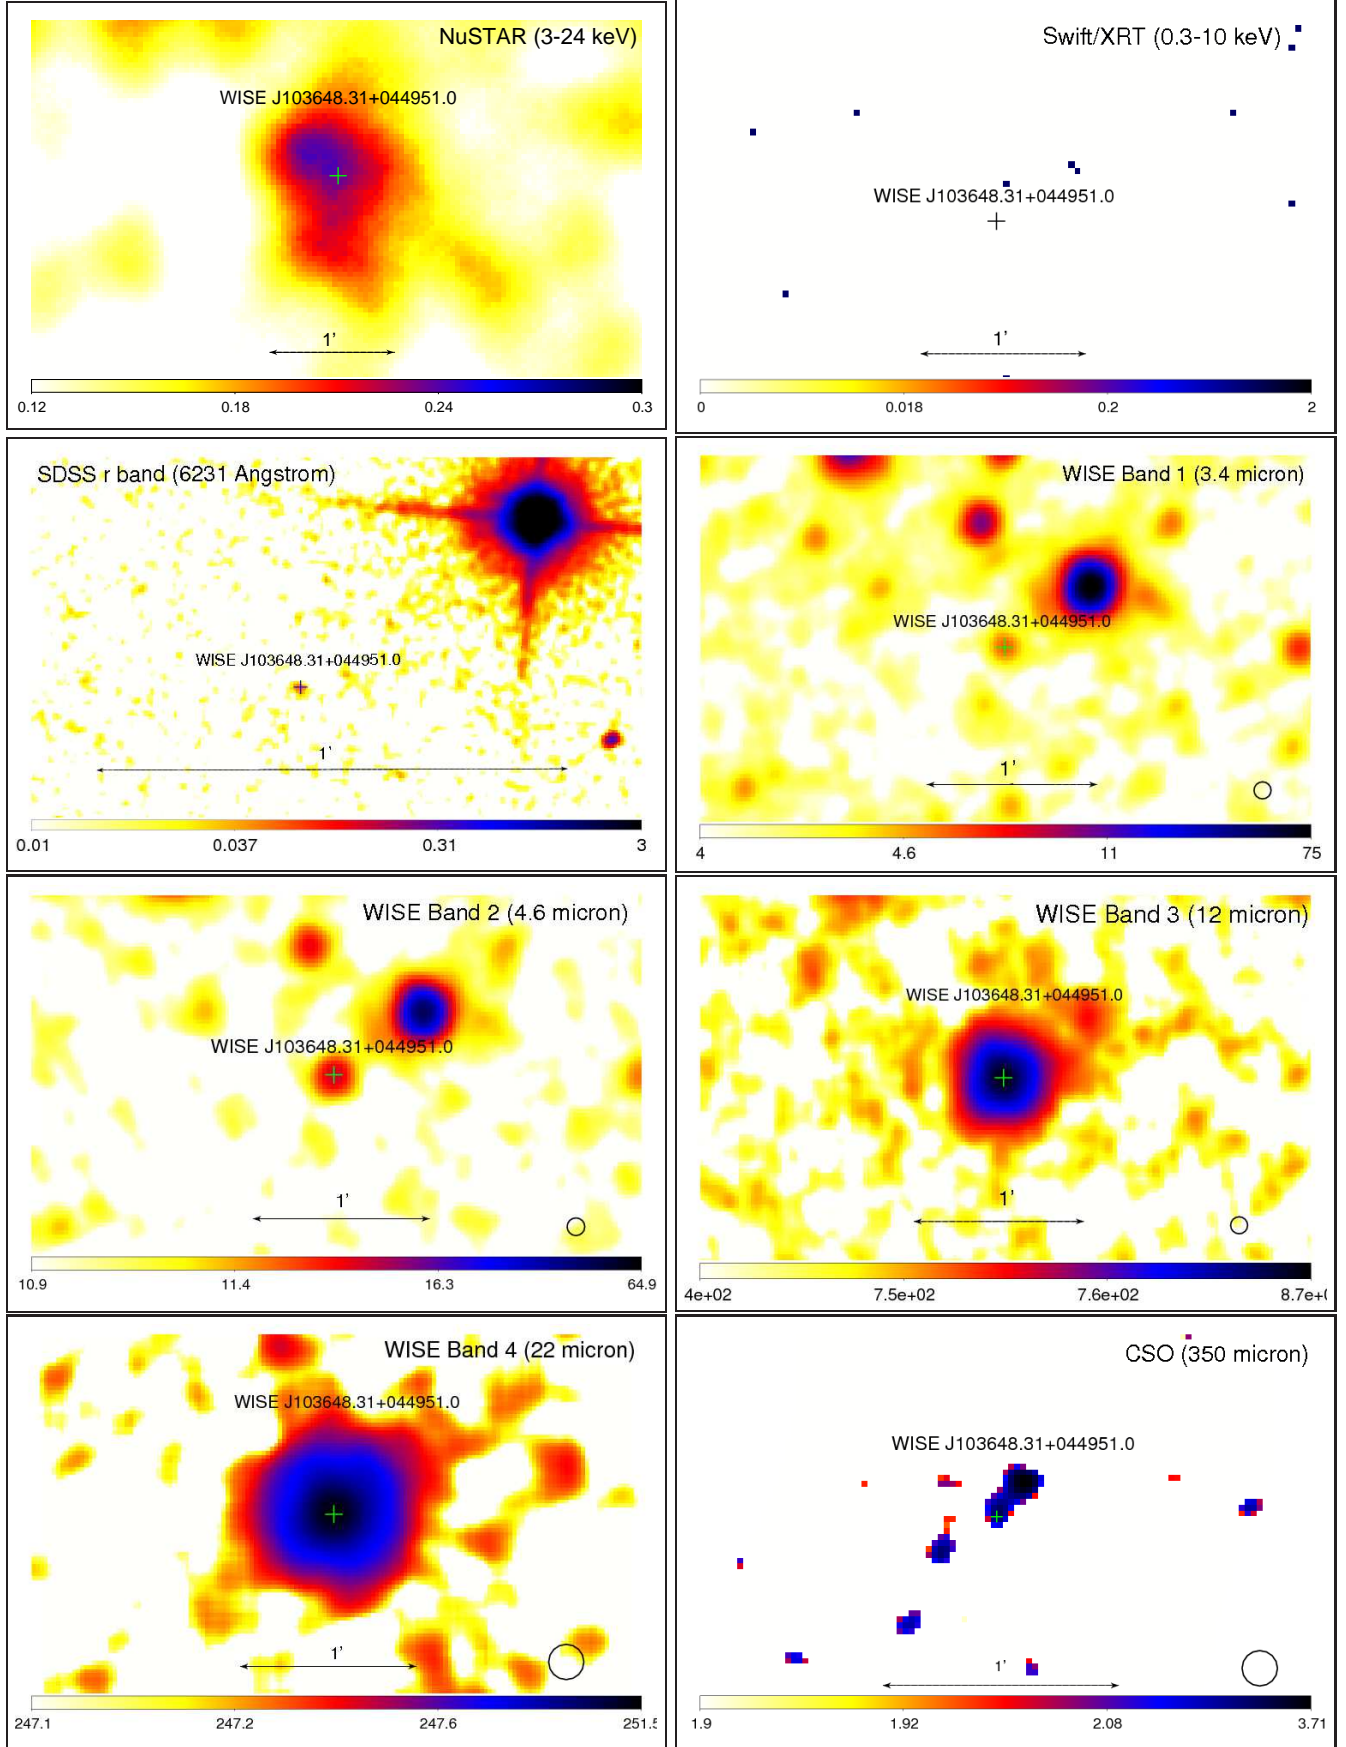 NuSTAR (3-24 keV)
WISE J103648.31+044951.0
1'
0.12 0.18 0.24 0.3
Swift/XRT (0.3-10 keV)
WISE J103648.31+044951.0
1'
0 0.018 0.2 2
SDSS r band (6231 Angstrom)
WISE J103648.31+044951.0
1'
0.01 0.037 0.31 3
WISE Band 1 (3.4 micron)
WISE J103648.31+044951.0
1'
4 4.6 11 75
WISE Band 2 (4.6 micron)
WISE J103648.31+044951.0
1'
10.9 11.4 16.3 64.9
WISE Band 3 (12 micron)
WISE J103648.31+044951.0
1'
4e+02 7.5e+02 7.6e+02 8.7e+
WISE Band 4 (22 micron)
WISE J103648.31+044951.0
1'
247.1 247.2 247.6 251.5
CSO (350 micron)
WISE J103648.31+044951.0
1'
1.9 1.92 2.08 3.71